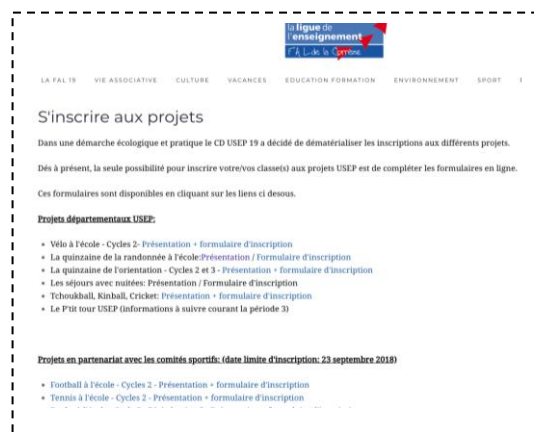 la ligue de
l'enseignement
F A L de la Corrèze
LA FAL 19 VIE ASSOCIATIVE CULTURE VACANCES EDUCATION FORMATION ENVIRONNEMENT SPORT
S'inscrire aux projets
Dans une démarche écologique et pratique le CD USEP 19 a décidé de dématérialiser les inscriptions aux différents projets.
Dés à présent, la seule possibilité pour inscrire votre/vos classe(s) aux projets USEP est de compléter les formulaires en ligne.
Ces formulaires sont disponibles en cliquant sur les liens ci desous.
Projets départementaux USEP:
Vélo à l'école - Cycles 2- Présentation + formulaire d'inscription
La quinzaine de la randonnée à l'école:Présentation / Formulaire d'inscription
La quinzaine de l'orientation - Cycles 2 et 3 - Présentation + formulaire d'inscription
Les séjours avec nuitées: Présentation / Formulaire d'inscription
Tchoukball, Kinball, Cricket: Présentation + formulaire d'inscription
Le P'tit tour USEP (informations à suivre courant la période 3)
Projets en partenariat avec les comités sportifs: (date limite d'inscription: 23 septembre 2018)
Football à l'école - Cycles 2 - Présentation + formulaire d'inscription
Tennis à l'école - Cycles 2 - Présentation + formulaire d'inscription